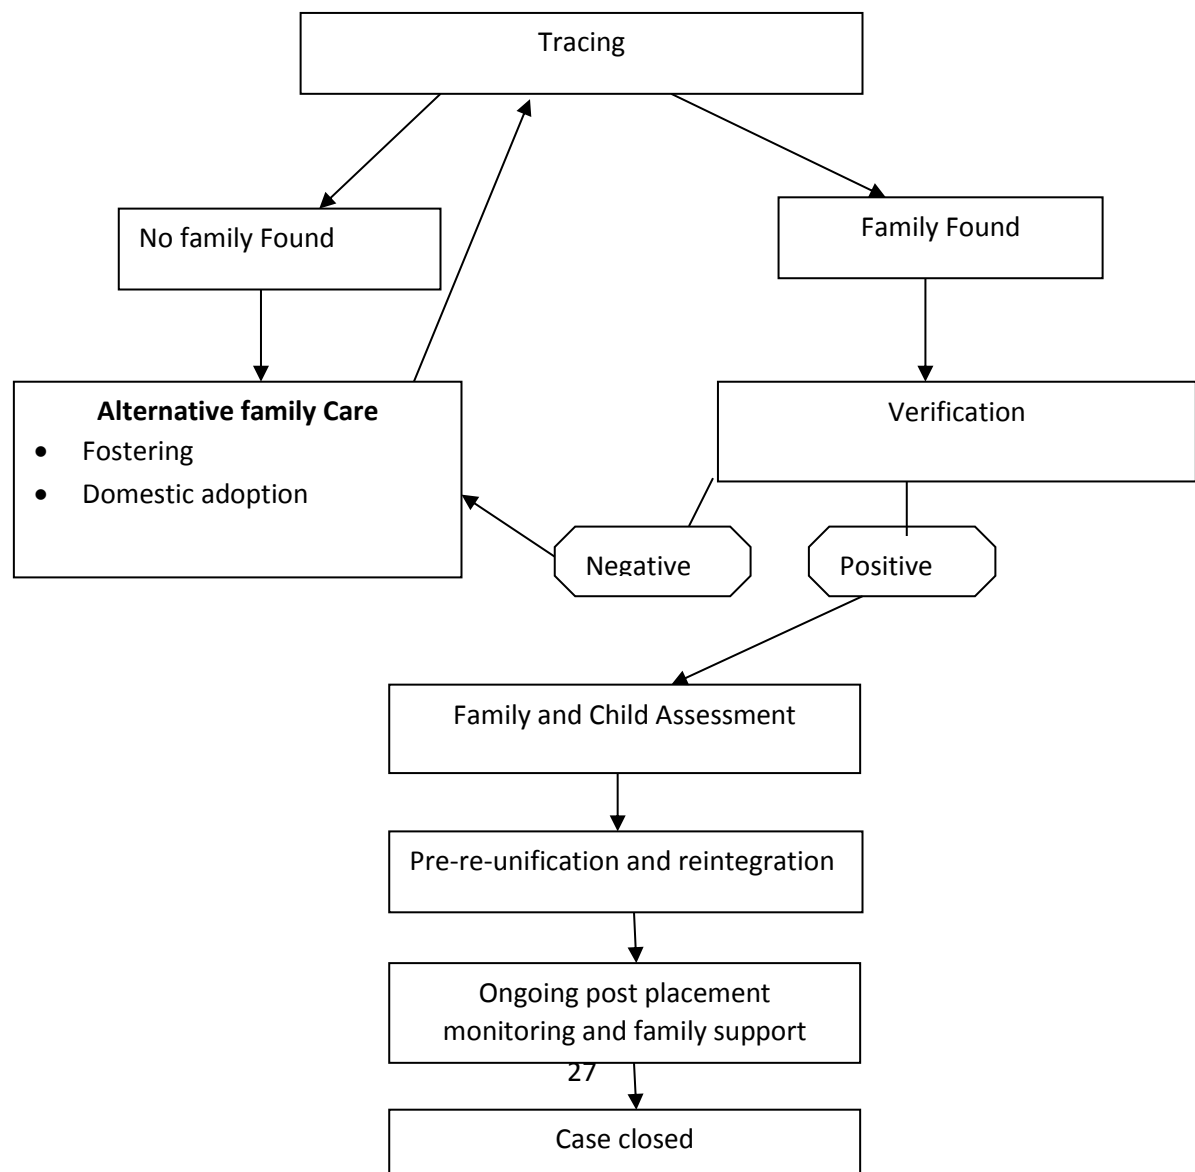 Tracing
No family Found
Family Found
Alternative family Care
• Fostering
• Domestic adoption
Verification
Negative
Positive
Family and Child Assessment
Pre-re-unification and reintegration
Ongoing post placement
monitoring and family support
27
Case closed